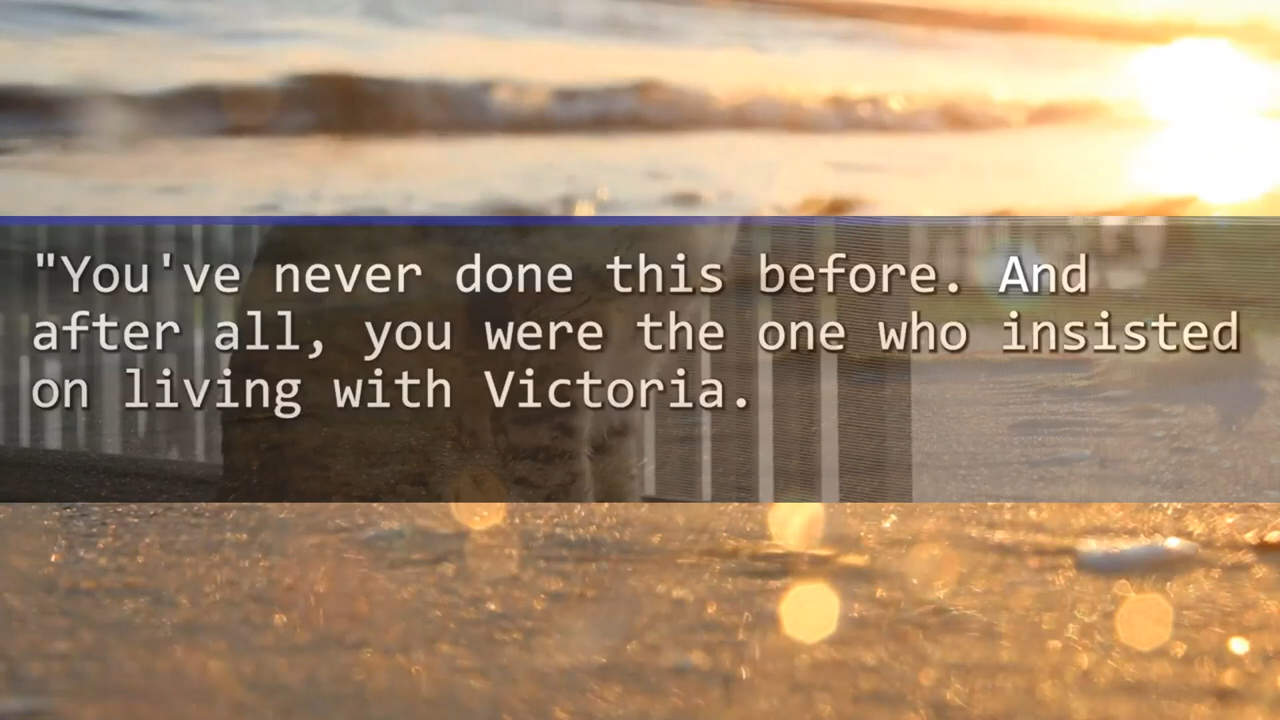 "You've never done this before. And
after all, you were the one who insisted
on living with Victoria.